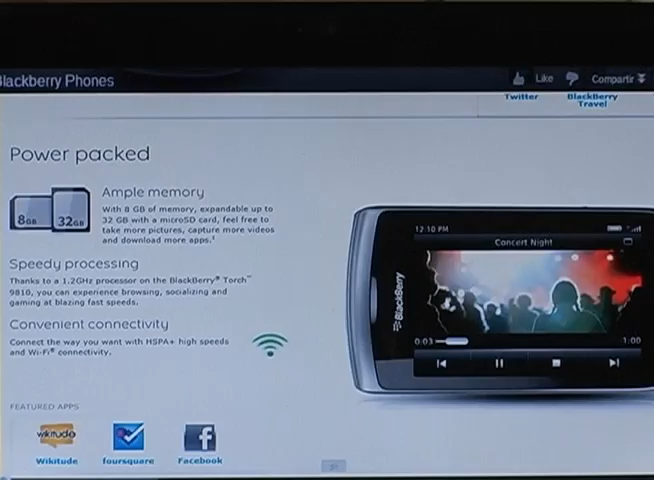 Blackberry Phones
Like
Compartir
Twitter
BlackBerry
Travel
Power packed
8GB
32GB
Ample memory
With 8 GB of memory, expandable up to
32 GB with a microSD card, feel free to
take more pictures, capture more videos
and download more apps.²
Speedy processing
Thanks to a 1.2GHz processor on the BlackBerry® Torch™
9810, you can experience browsing, socializing and
gaming at blazing fast speeds.
Convenient connectivity
Connect the way you want with HSPA+ high speeds
and Wi-Fi® connectivity.
12:10 PM
Concert Night
BlackBerry
0:03
1:00
FEATURED APPS
wikitude
Wikitude
foursquare
f
Facebook